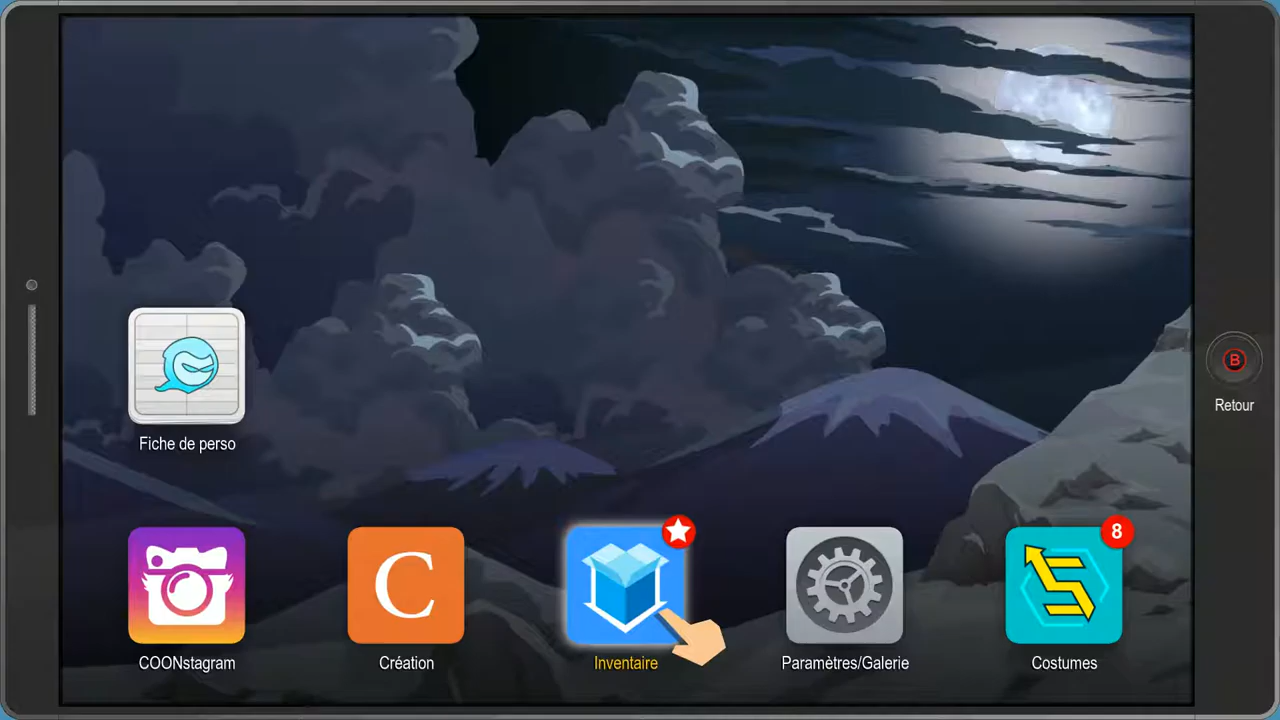 B
Retour
Fiche de perso
8
COONstagram
C
Création
Inventaire
Paramètres/Galerie
Costumes